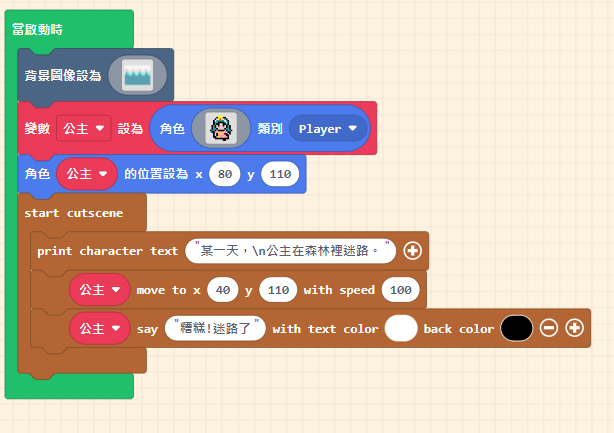 當啟動時
背景圖像設為
變數 公主 設為 角色 類別 Player
角色 公主 的位置設為 x 80 y 110
start cutscene
print character text "某一天，\n公主在森林裡迷路。"
公主 move to x 40 y 110 with speed 100
公主 say "糟糕!迷路了" with text color back color